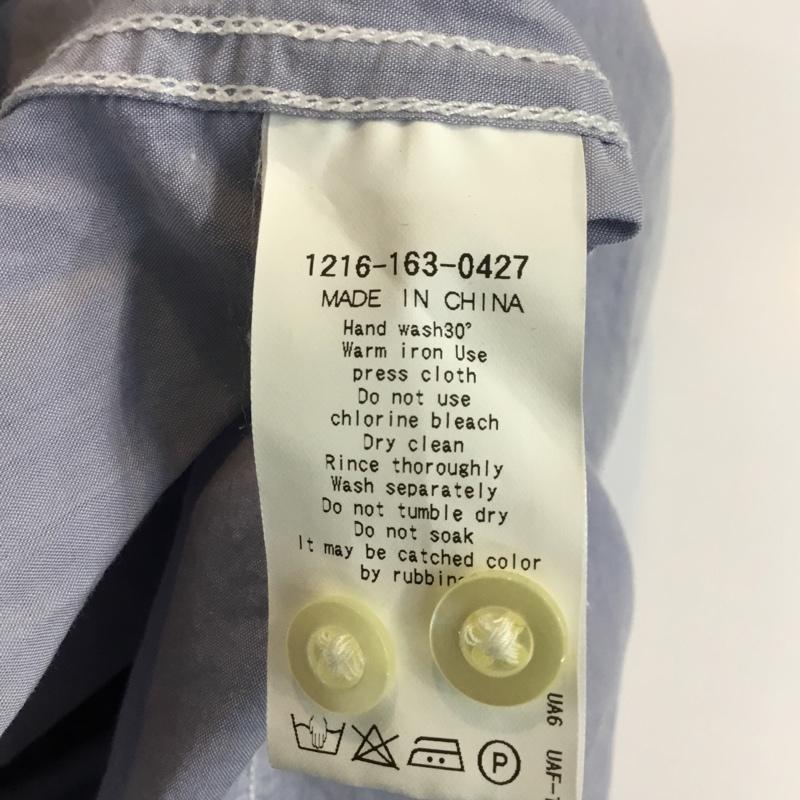 1216-163-0427
MADE IN CHINA
Hand wash30°
Warm iron Use
press cloth
Do not use
chlorine bleach
Dry clean
Rince thoroughly
Wash separately
Do not tumble dry
Do not soak
It may be catched color
by
P
UA6